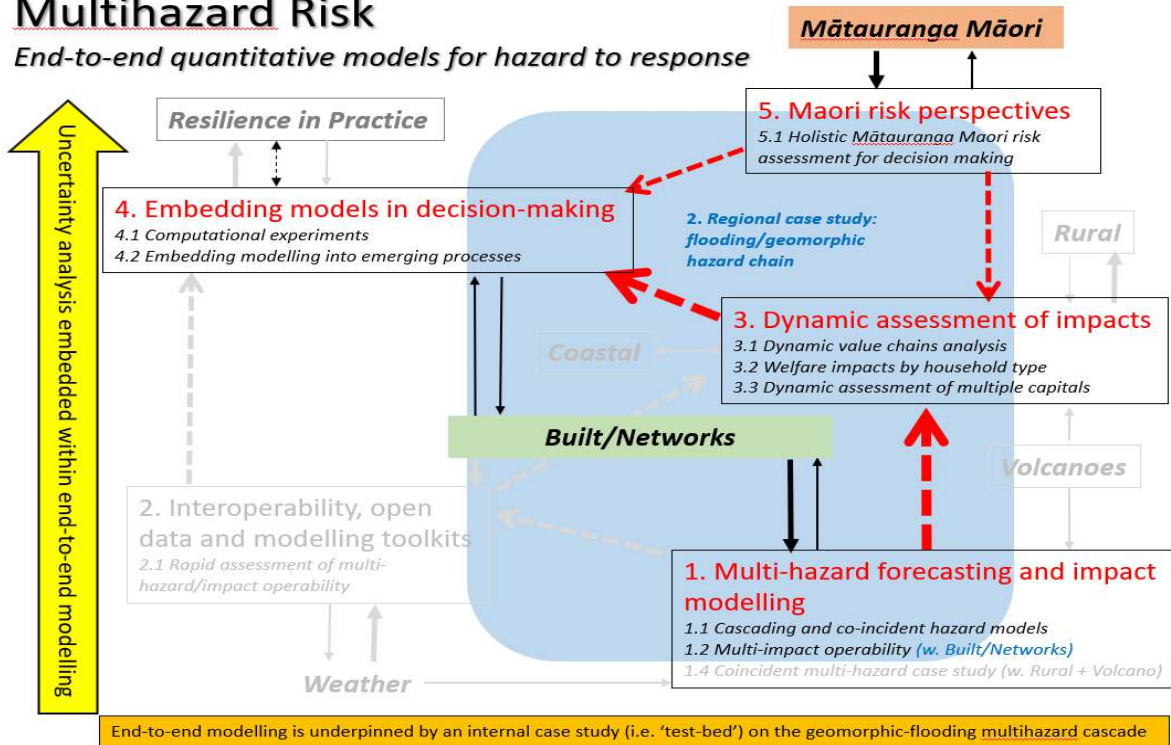 Multihazard Risk
End-to-end quantitative models for hazard to response
Mātauranga Māori
Uncertainty analysis embedded within end-to-end modelling
Resilience in Practice
5. Maori risk perspectives
5.1 Holistic Mātauranga Maori risk
assessment for decision making
4. Embedding models in decision-making
4.1 Computational experiments
4.2 Embedding modelling into emerging processes
2. Regional case study:
flooding/geomorphic
hazard chain
Rural
3. Dynamic assessment of impacts
3.1 Dynamic value chains analysis
3.2 Welfare impacts by household type
3.3 Dynamic assessment of multiple capitals
Coastal
Built/Networks
Volcanoes
2. Interoperability, open
data and modelling toolkits
2.1 Rapid assessment of multi-
hazard/impact operability
1. Multi-hazard forecasting and impact
modelling
1.1 Cascading and co-incident hazard models
1.2 Multi-impact operability (w. Built/Networks)
1.4 Coincident multi-hazard case study (w. Rural + Volcano)
Weather
End-to-end modelling is underpinned by an internal case study (i.e. ‘test-bed’) on the geomorphic-flooding multihazard cascade